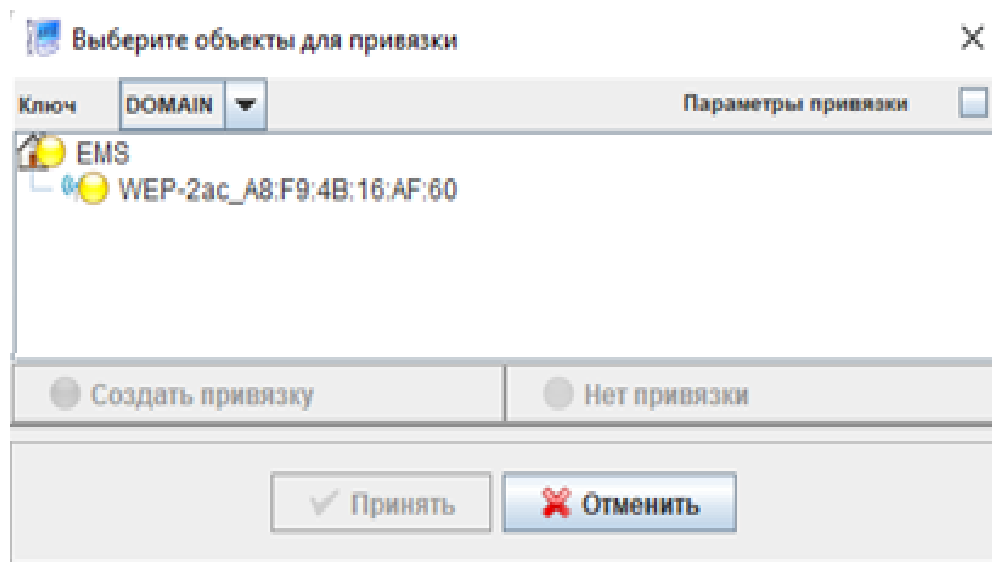 Выберите объекты для привязки
Ключ DOMAIN Параметры привязки
EMS
WEP-2ac_A8:F9:4B:16:AF:60
Создать привязку Нет привязки
Принять Отменить